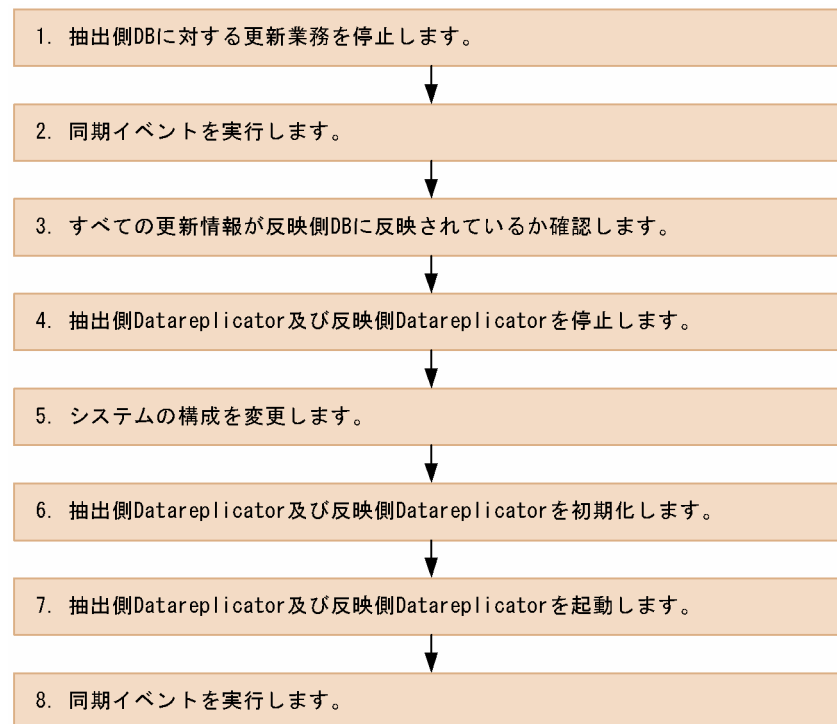 1. 抽出側DBに対する更新業務を停止します。
2. 同期イベントを実行します。
3. すべての更新情報が反映側DBに反映されているか確認します。
4. 抽出側Datareplicator及び反映側Datareplicatorを停止します。
5. システムの構成を変更します。
6. 抽出側Datareplicator及び反映側Datareplicatorを初期化します。
7. 抽出側Datareplicator及び反映側Datareplicatorを起動します。
8. 同期イベントを実行します。